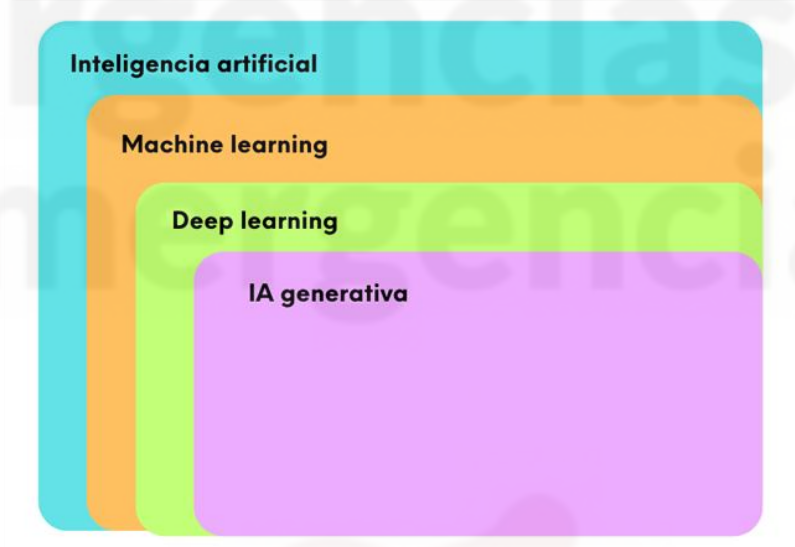 Inteligencia artificial
Machine learning
Deep learning
IA generativa